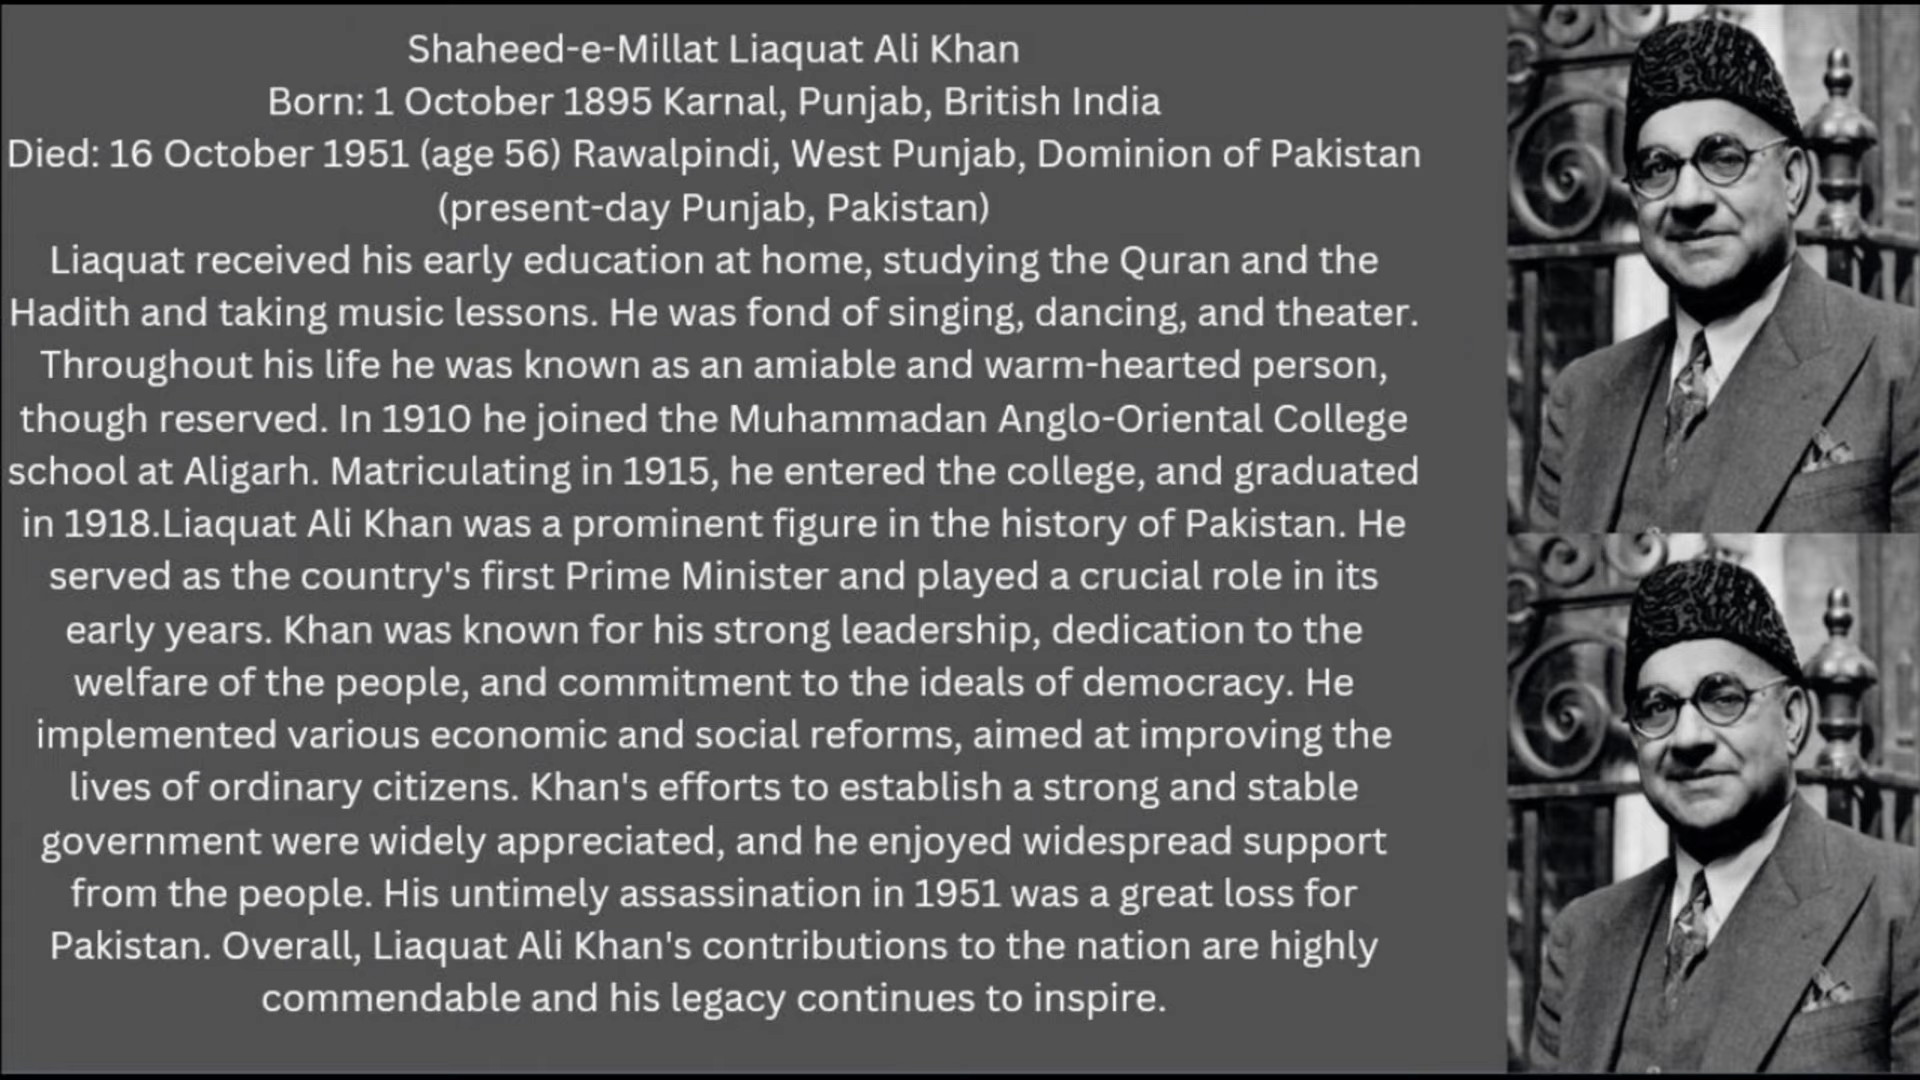 Shaheed-e-Millat Liaquat Ali Khan
Born: 1 October 1895 Karnal, Punjab, British India
Died: 16 October 1951 (age 56) Rawalpindi, West Punjab, Dominion of Pakistan
(present-day Punjab, Pakistan)
Liaquat received his early education at home, studying the Quran and the
Hadith and taking music lessons. He was fond of singing, dancing, and theater.
Throughout his life he was known as an amiable and warm-hearted person,
though reserved. In 1910 he joined the Muhammadan Anglo-Oriental College
school at Aligarh. Matriculating in 1915, he entered the college, and graduated
in 1918.Liaquat Ali Khan was a prominent figure in the history of Pakistan. He
served as the country's first Prime Minister and played a crucial role in its
early years. Khan was known for his strong leadership, dedication to the
welfare of the people, and commitment to the ideals of democracy. He
implemented various economic and social reforms, aimed at improving the
lives of ordinary citizens. Khan's efforts to establish a strong and stable
government were widely appreciated, and he enjoyed widespread support
from the people. His untimely assassination in 1951 was a great loss for
Pakistan. Overall, Liaquat Ali Khan's contributions to the nation are highly
commendable and his legacy continues to inspire.